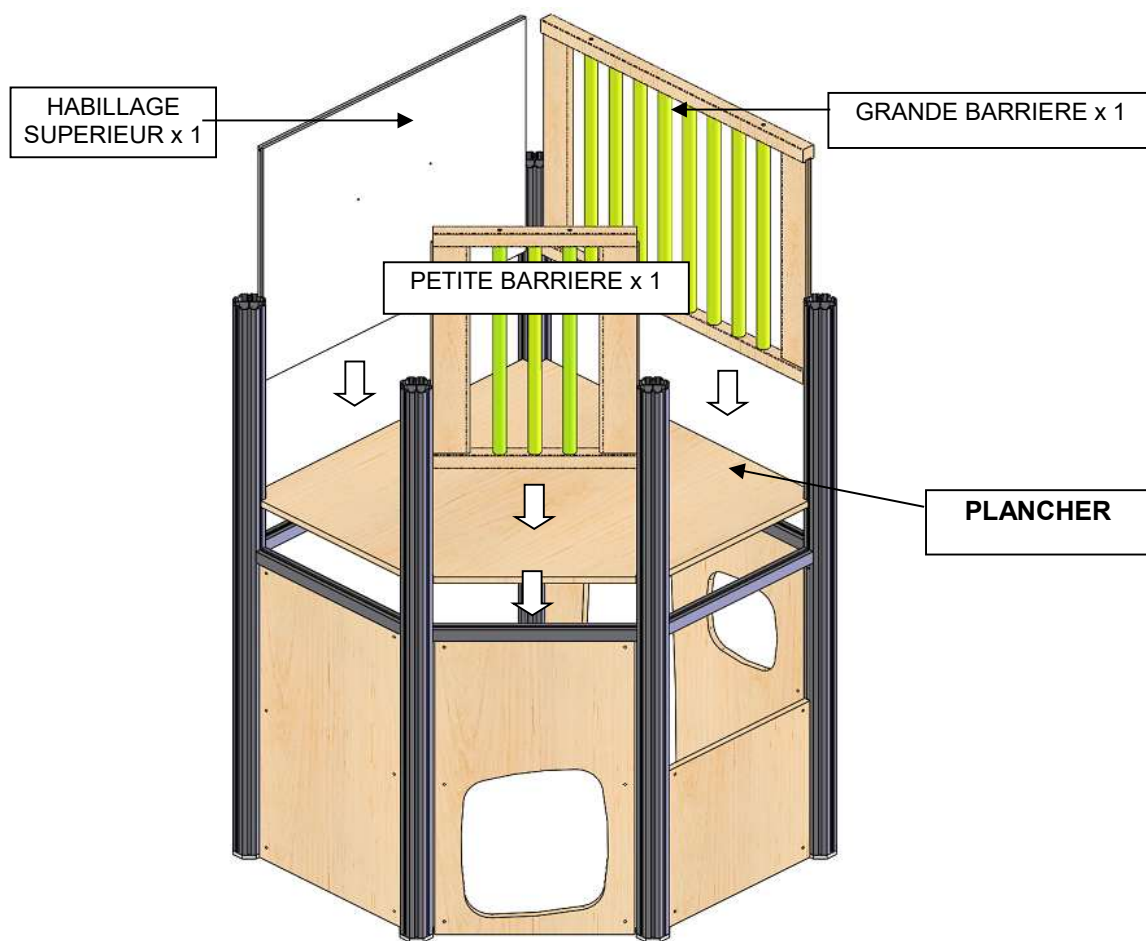 HABILLAGE
SUPERIEUR x 1
GRANDE BARRIERE x 1
PETITE BARRIERE x 1
PLANCHER